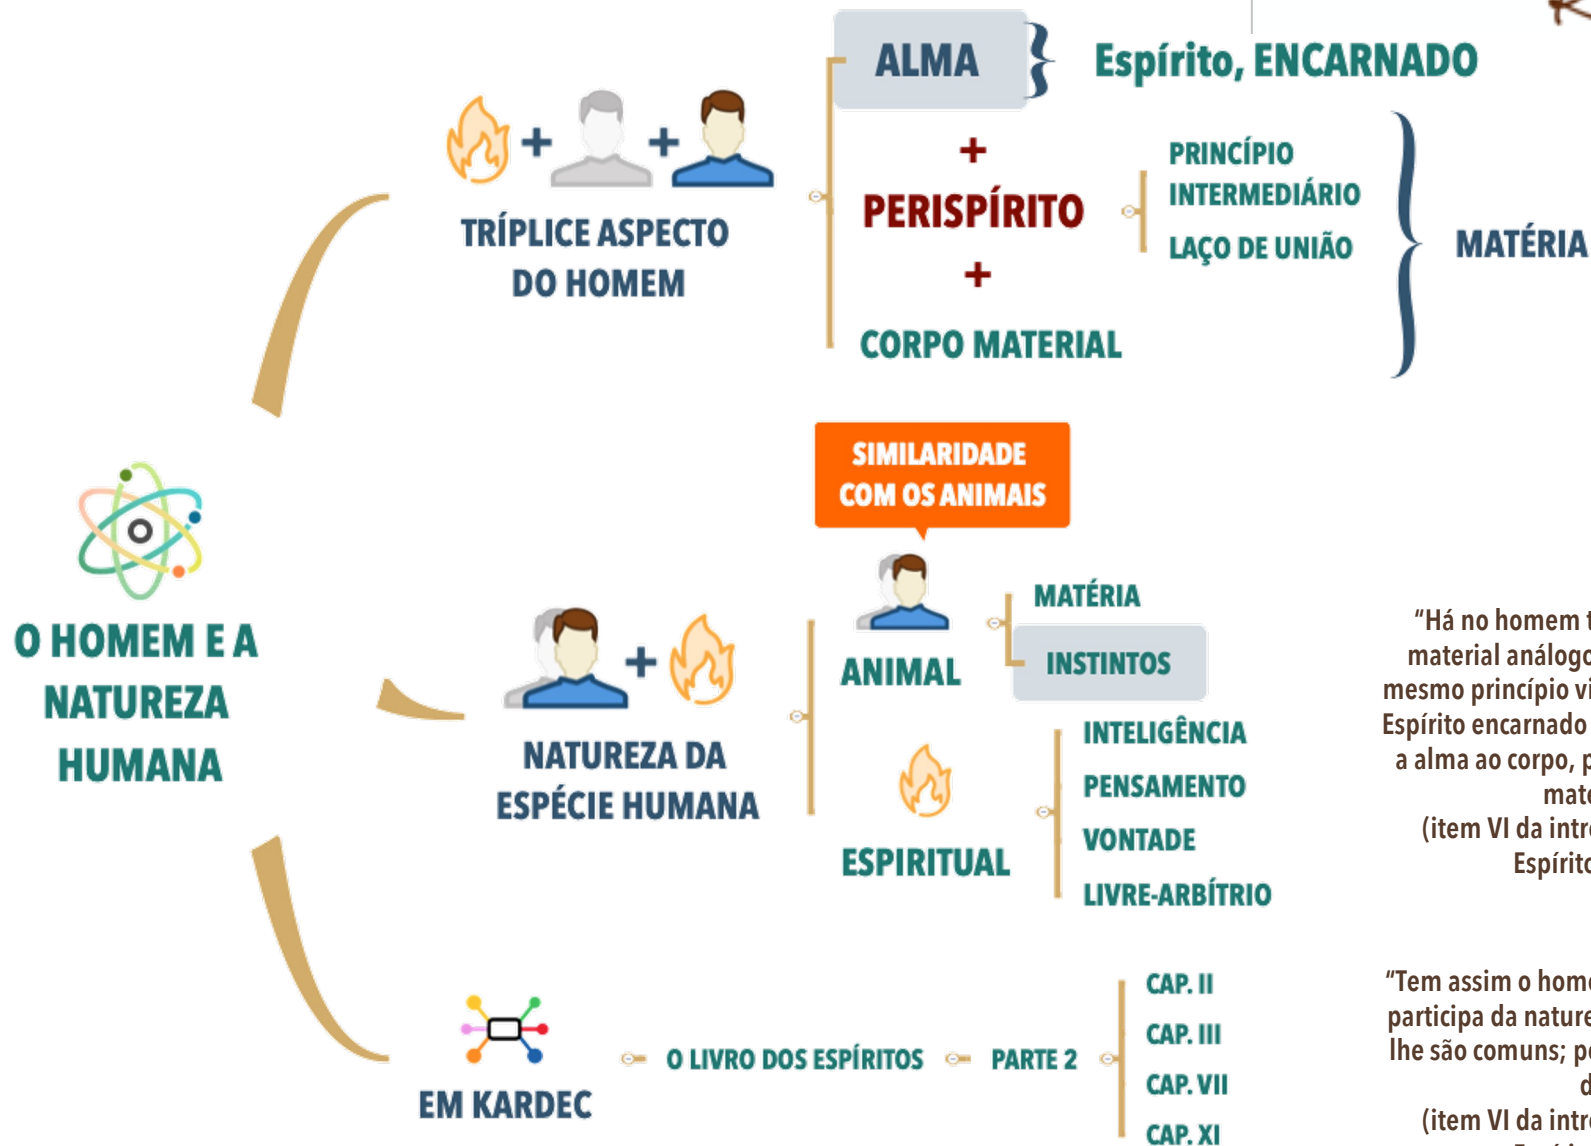 ALMA
Espírito, ENCARNADO
+
+
+
PRINCÍPIO
INTERMEDIÁRIO
PERISPÍRITO
LAÇO DE UNIÃO
MATÉRIA
TRÍPLICE ASPECTO
DO HOMEM
+
CORPO MATERIAL
SIMILARIDADE
COM OS ANIMAIS
O HOMEM E A
NATUREZA
HUMANA
+
NATUREZA DA
ESPÉCIE HUMANA
ANIMAL
MATÉRIA
INSTINTOS
ESPIRITUAL
INTELIGÊNCIA
PENSAMENTO
VONTADE
LIVRE-ARBÍTRIO
“Há no homem
material análogo
mesmo princípio
Espírito encarnado
a alma ao corpo,
(item VI da
EM KARDEC
O LIVRO DOS ESPÍRITOS
PARTE 2
CAP. II
CAP. III
CAP. VII
CAP. XI
“Tem assim o
participa da
lhe são comuns;
(item VI da